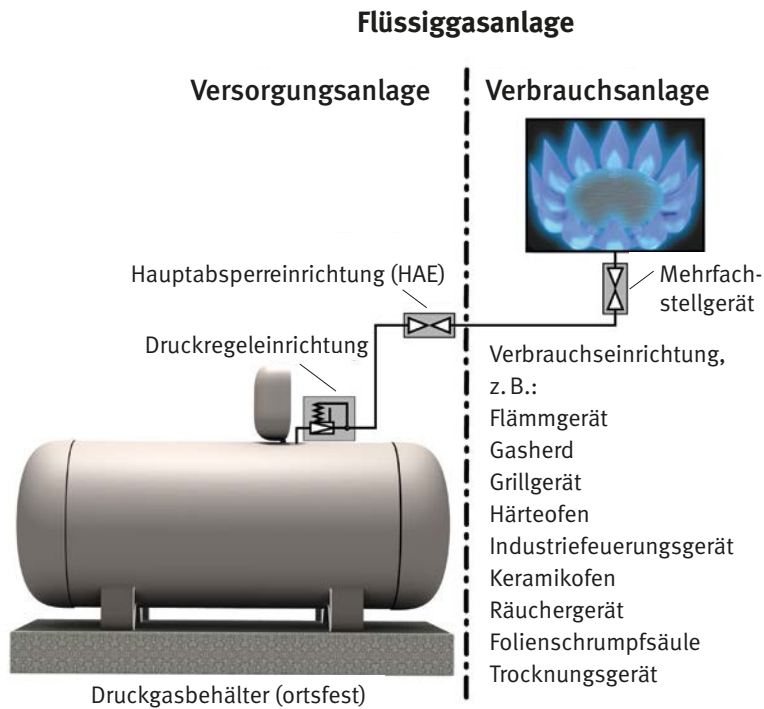 Flüssiggasanlage
Versorgungsanlage
Verbrauchsanlage
Hauptabsperreinrichtung (HAE)
Mehrfach-
stellgerät
Druckregeleinrichtung
Verbrauchseinrichtung,
z. B.:
Flämmgerät
Gasherd
Grillgerät
Härteofen
Industriefeuerungsgerät
Keramikofen
Räuchergerät
Folienschrumpfsäule
Trocknungsgerät
Druckgasbehälter (ortsfest)